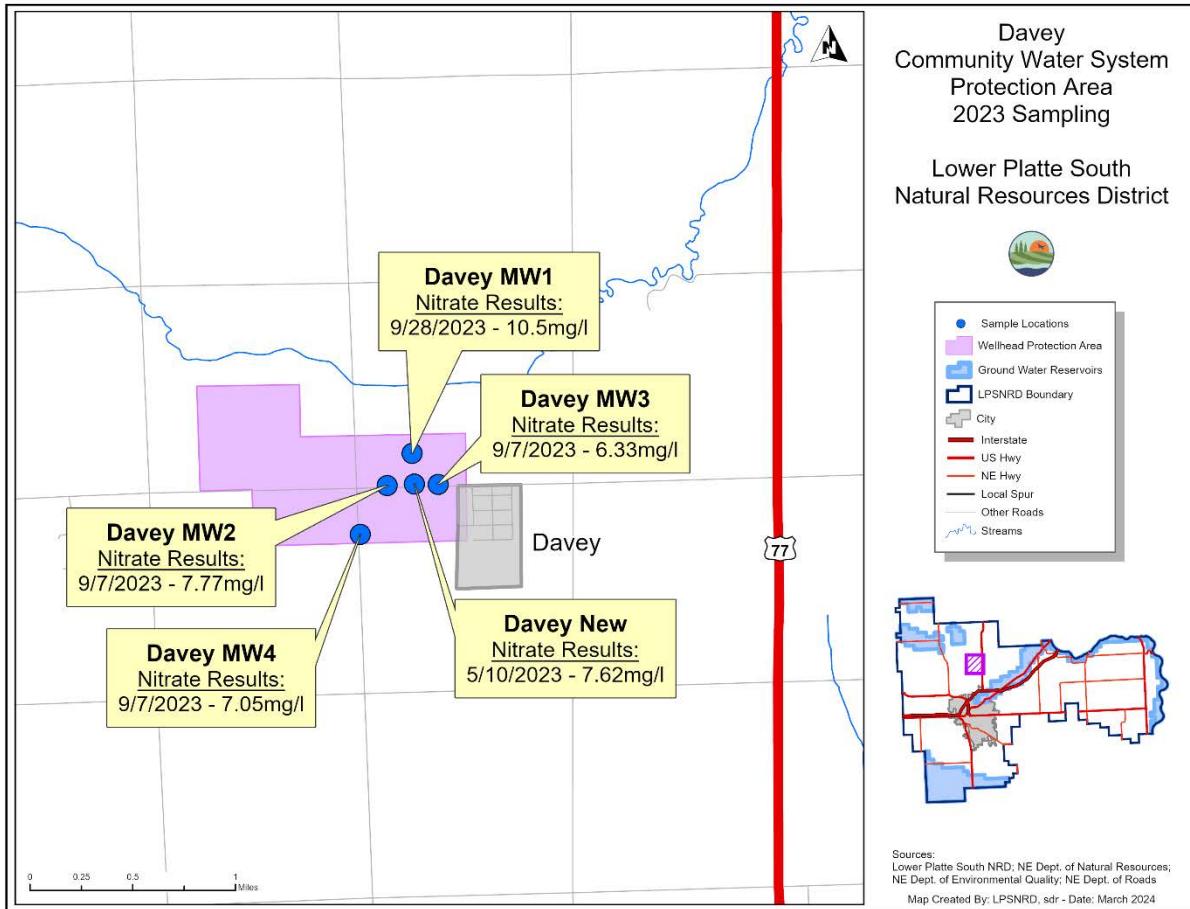 Davey
Community Water System
Protection Area
2023 Sampling
Lower Platte South
Natural Resources District
N
Davey MW1
Nitrate Results:
9/28/2023 - 10.5mg/l
Davey MW3
Nitrate Results:
9/7/2023 - 6.33mg/l
Davey MW2
Nitrate Results:
9/7/2023 - 7.77mg/l
Davey
77
Davey MW4
Nitrate Results:
9/7/2023 - 7.05mg/l
Davey New
Nitrate Results:
5/10/2023 - 7.62mg/l
0 0.25 0.5 1
Miles
Sample Locations
Wellhead Protection Area
Ground Water Reservoirs
LPSNRD Boundary
City
Interstate
US Hwy
NE Hwy
Local Spur
Other Roads
Streams
Sources:
Lower Platte South NRD; NE Dept. of Natural Resources;
NE Dept. of Environmental Quality; NE Dept. of Roads
Map Created By: LPSNRD, sdr - Date: March 2024